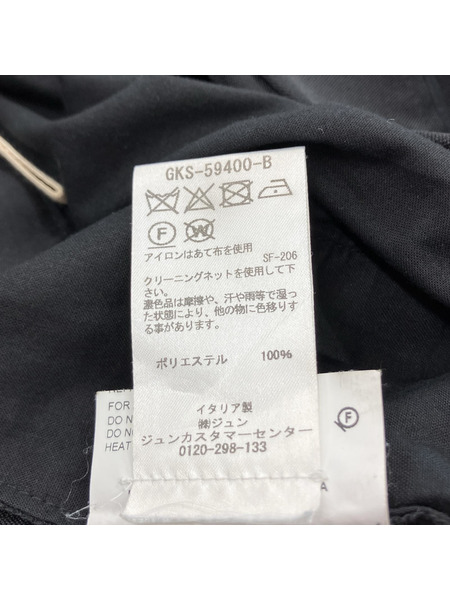 GKS-59400-B
F W
アイロンはあて布を使用
SF-206
クリーニングネットを使用して下
さい。
濃色品は摩擦や、汗や雨等で湿っ
た状態により、他の物に色移りす
る事があります。
ポリエステル 100%
イタリア製
㈱ジュン
ジュンカスタマーセンター
0120-298-133
FOR
DO N
DO NO
HEAT
F
A